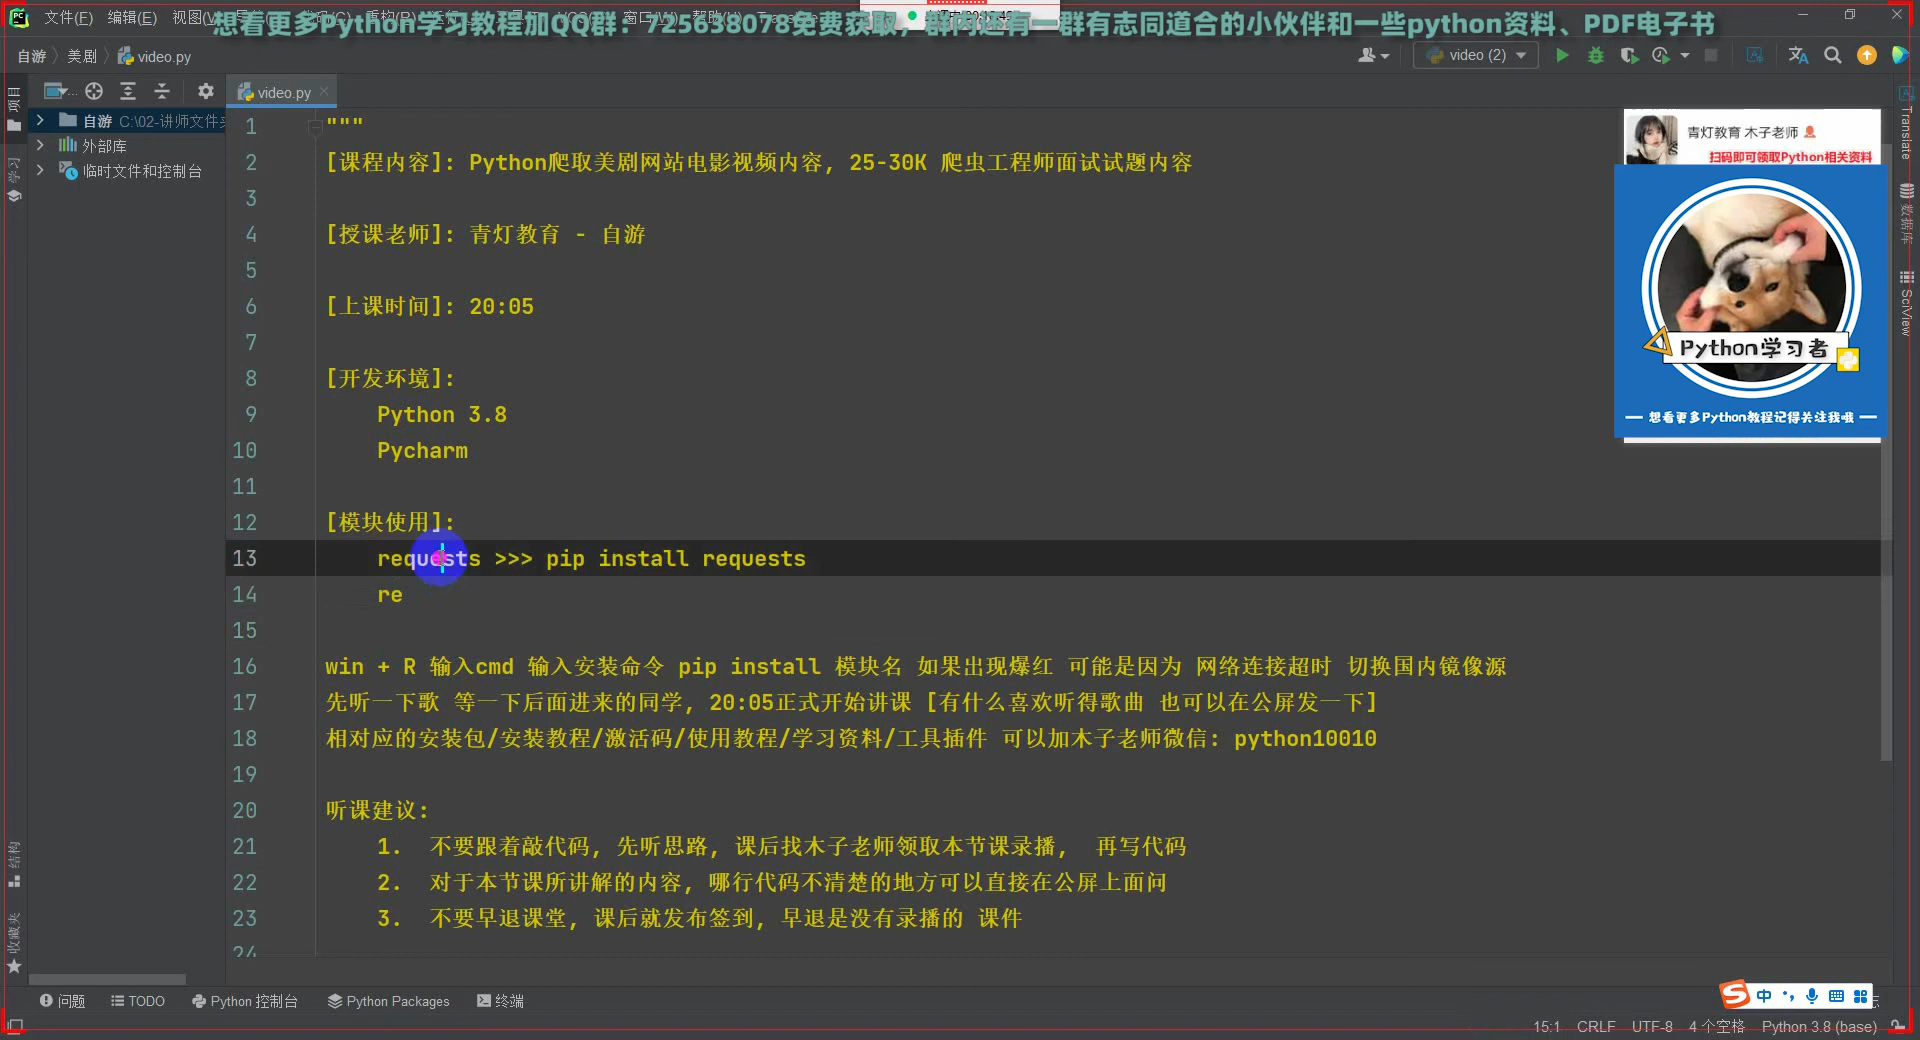 想看更多Python学习教程加QQ群：725638078免费获取，群内还有一群有志同道合的小伙伴和一些python资料、PDF电子书
文件(F) 编辑(E)
自游 美剧 video.py
video (2)
video.py
项目
自游 C:\02-讲师文件夹
外部库
临时文件和控制台
学习
1 """
2 [课程内容]: Python爬取美剧网站电影视频内容, 25-30K 爬虫工程师面试试题内容
3
4 [授课老师]: 青灯教育 - 自游
5
6 [上课时间]: 20:05
7
8 [开发环境]:
9 Python 3.8
10 Pycharm
11
12 [模块使用]:
13 requests >>> pip install requests
14 re
15
16 win + R 输入cmd 输入安装命令 pip install 模块名 如果出现爆红 可能是因为 网络连接超时 切换国内镜像源
17 先听一下歌 等一下后面进来的同学, 20:05正式开始讲课 [有什么喜欢听得歌曲 也可以在公屏发一下]
18 相对应的安装包/安装教程/激活码/使用教程/学习资料/工具插件 可以加木子老师微信: python10010
19
20 听课建议:
21 1. 不要跟着敲代码, 先听思路, 课后找木子老师领取本节课录播, 再写代码
22 2. 对于本节课所讲解的内容, 哪行代码不清楚的地方可以直接在公屏上面问
23 3. 不要早退课堂, 课后就发布签到, 早退是没有录播的 课件
24
青灯教育 木子老师
扫码即可领取Python相关资料
Python学习者
想看更多Python教程记得关注我哦
Translate
数据库
SciView
结构
收藏夹
问题 TODO Python 控制台 Python Packages 终端
中
15:1 CRLF UTF-8 4 个空格 Python 3.8 (base)